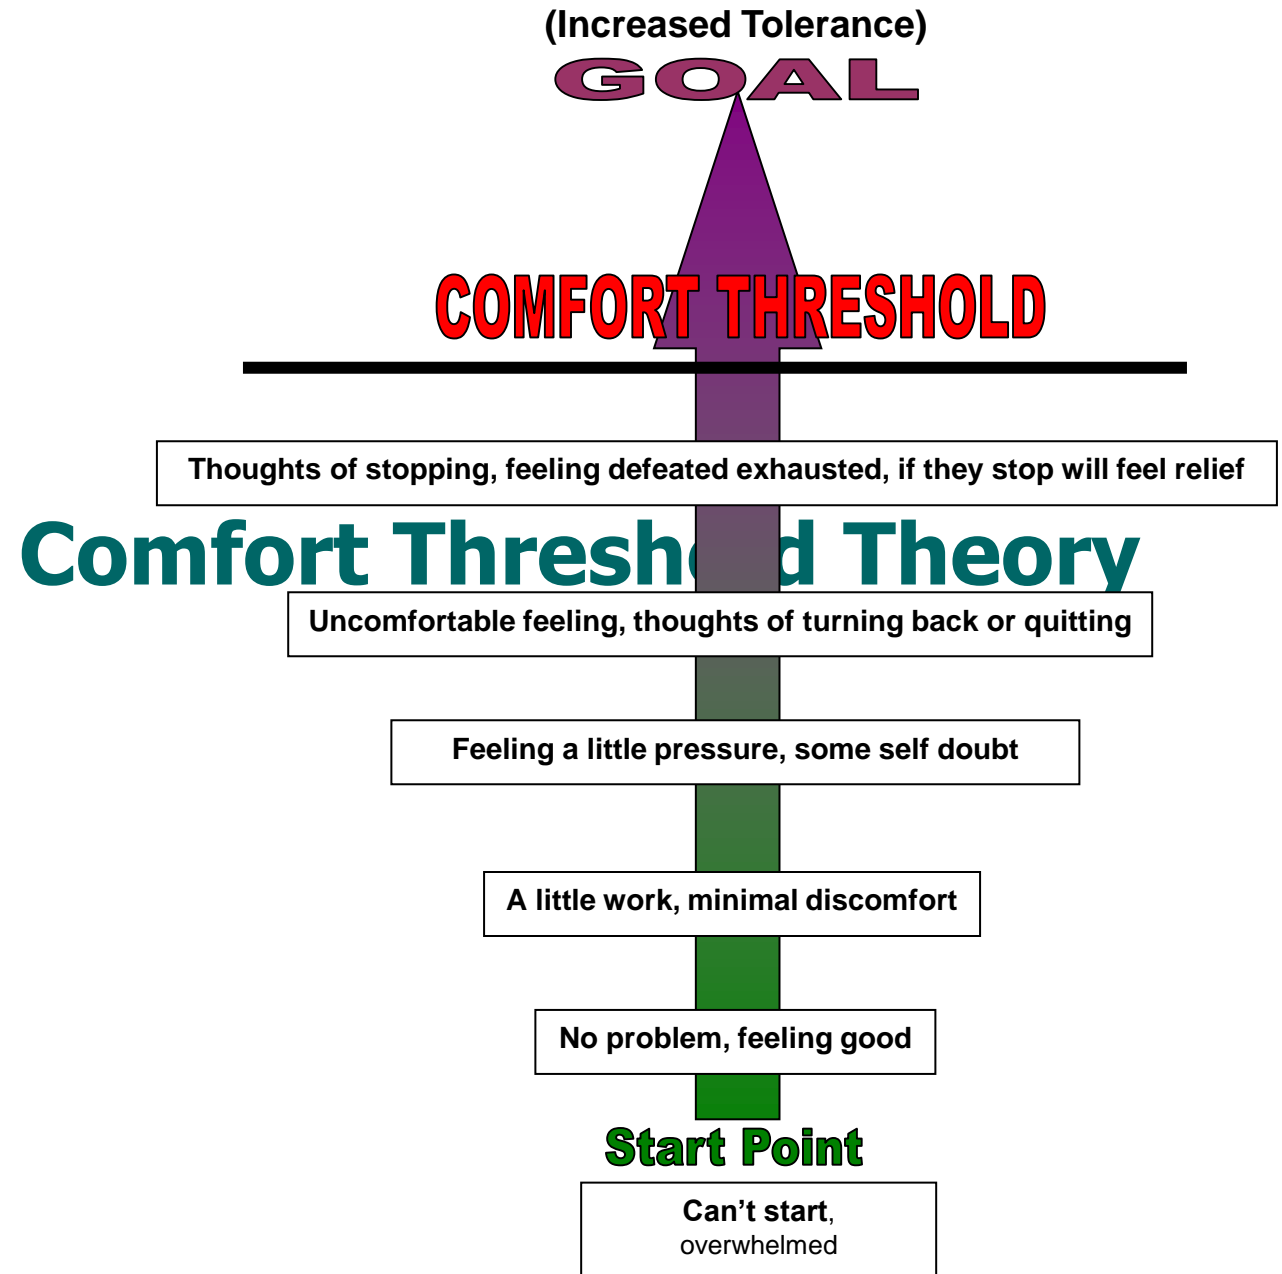 (Increased Tolerance)
GOAL
COMFORT THRESHOLD
Thoughts of stopping, feeling defeated exhausted, if they stop will feel relief
Comfort Threshold Theory
Uncomfortable feeling, thoughts of turning back or quitting
Feeling a little pressure, some self doubt
A little work, minimal discomfort
No problem, feeling good
Start Point
Can’t start,
overwhelmed